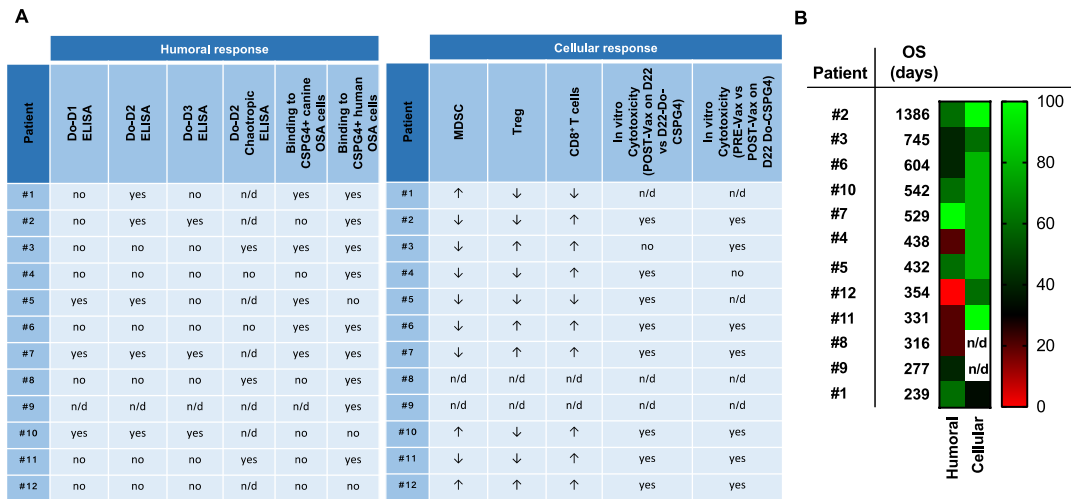 A
Humoral response
Patient
Do-D1
ELISA
Do-D2
ELISA
Do-D3
ELISA
Do-D2
Chaotropic
ELISA
Binding to
CSPG4+ canine
OSA cells
Binding to
CSPG4+ human
OSA cells
#1 no yes no n/d yes yes
#2 no yes yes n/d no yes
#3 no no no yes yes yes
#4 no no no no no yes
#5 yes yes no n/d yes no
#6 no no no no yes yes
#7 yes yes yes n/d yes yes
#8 no no no yes no yes
#9 n/d n/d n/d n/d n/d yes
#10 yes yes yes n/d no no
#11 no no no yes no yes
#12 no no no n/d no no
Cellular response
Patient
MDSC
Treg
CD8⁺ T cells
In vitro
Cytotoxicity
(POST-Vax on D22
vs D22-Do-
CSPG4)
In vitro
Cytotoxicity
(PRE-Vax vs
POST-Vax on
D22 Do-CSPG4)
#1 ↑ ↓ ↓ n/d n/d
#2 ↓ ↓ ↑ yes yes
#3 ↓ ↑ ↑ no yes
#4 ↓ ↓ ↑ yes no
#5 ↓ ↓ ↓ yes n/d
#6 ↓ ↑ ↑ yes yes
#7 ↓ ↑ ↑ yes yes
#8 n/d n/d n/d n/d n/d
#9 n/d n/d n/d n/d n/d
#10 ↑ ↓ ↑ yes yes
#11 ↓ ↓ ↑ yes yes
#12 ↑ ↑ ↑ yes yes
B
Patient
OS
(days)
#2 1386
#3 745
#6 604
#10 542
#7 529
#4 438
#5 432
#12 354
#11 331
#8 316 n/d
#9 277 n/d
#1 239
Humoral
Cellular
100
80
60
40
20
0